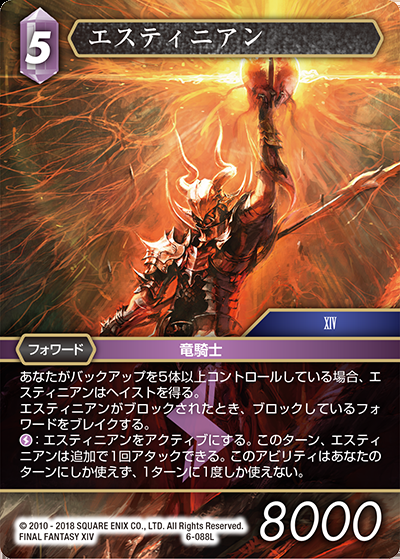 5
エスティニアン
XIV
フォワード
竜騎士
あなたがバックアップを5体以上コントロールしている場合、エ
スティニアンはヘイストを得る。
エスティニアンがブロックされたとき、ブロックしているフォ
ワードをブレイクする。
：エスティニアンをアクティブにする。このターン、エスティ
ニアンは追加で1回アタックできる。このアビリティはあなたの
ターンにしか使えず、1ターンに1度しか使えない。
© 2010 - 2018 SQUARE ENIX CO., LTD. All Rights Reserved.
FINAL FANTASY XIV
6-088L
8000